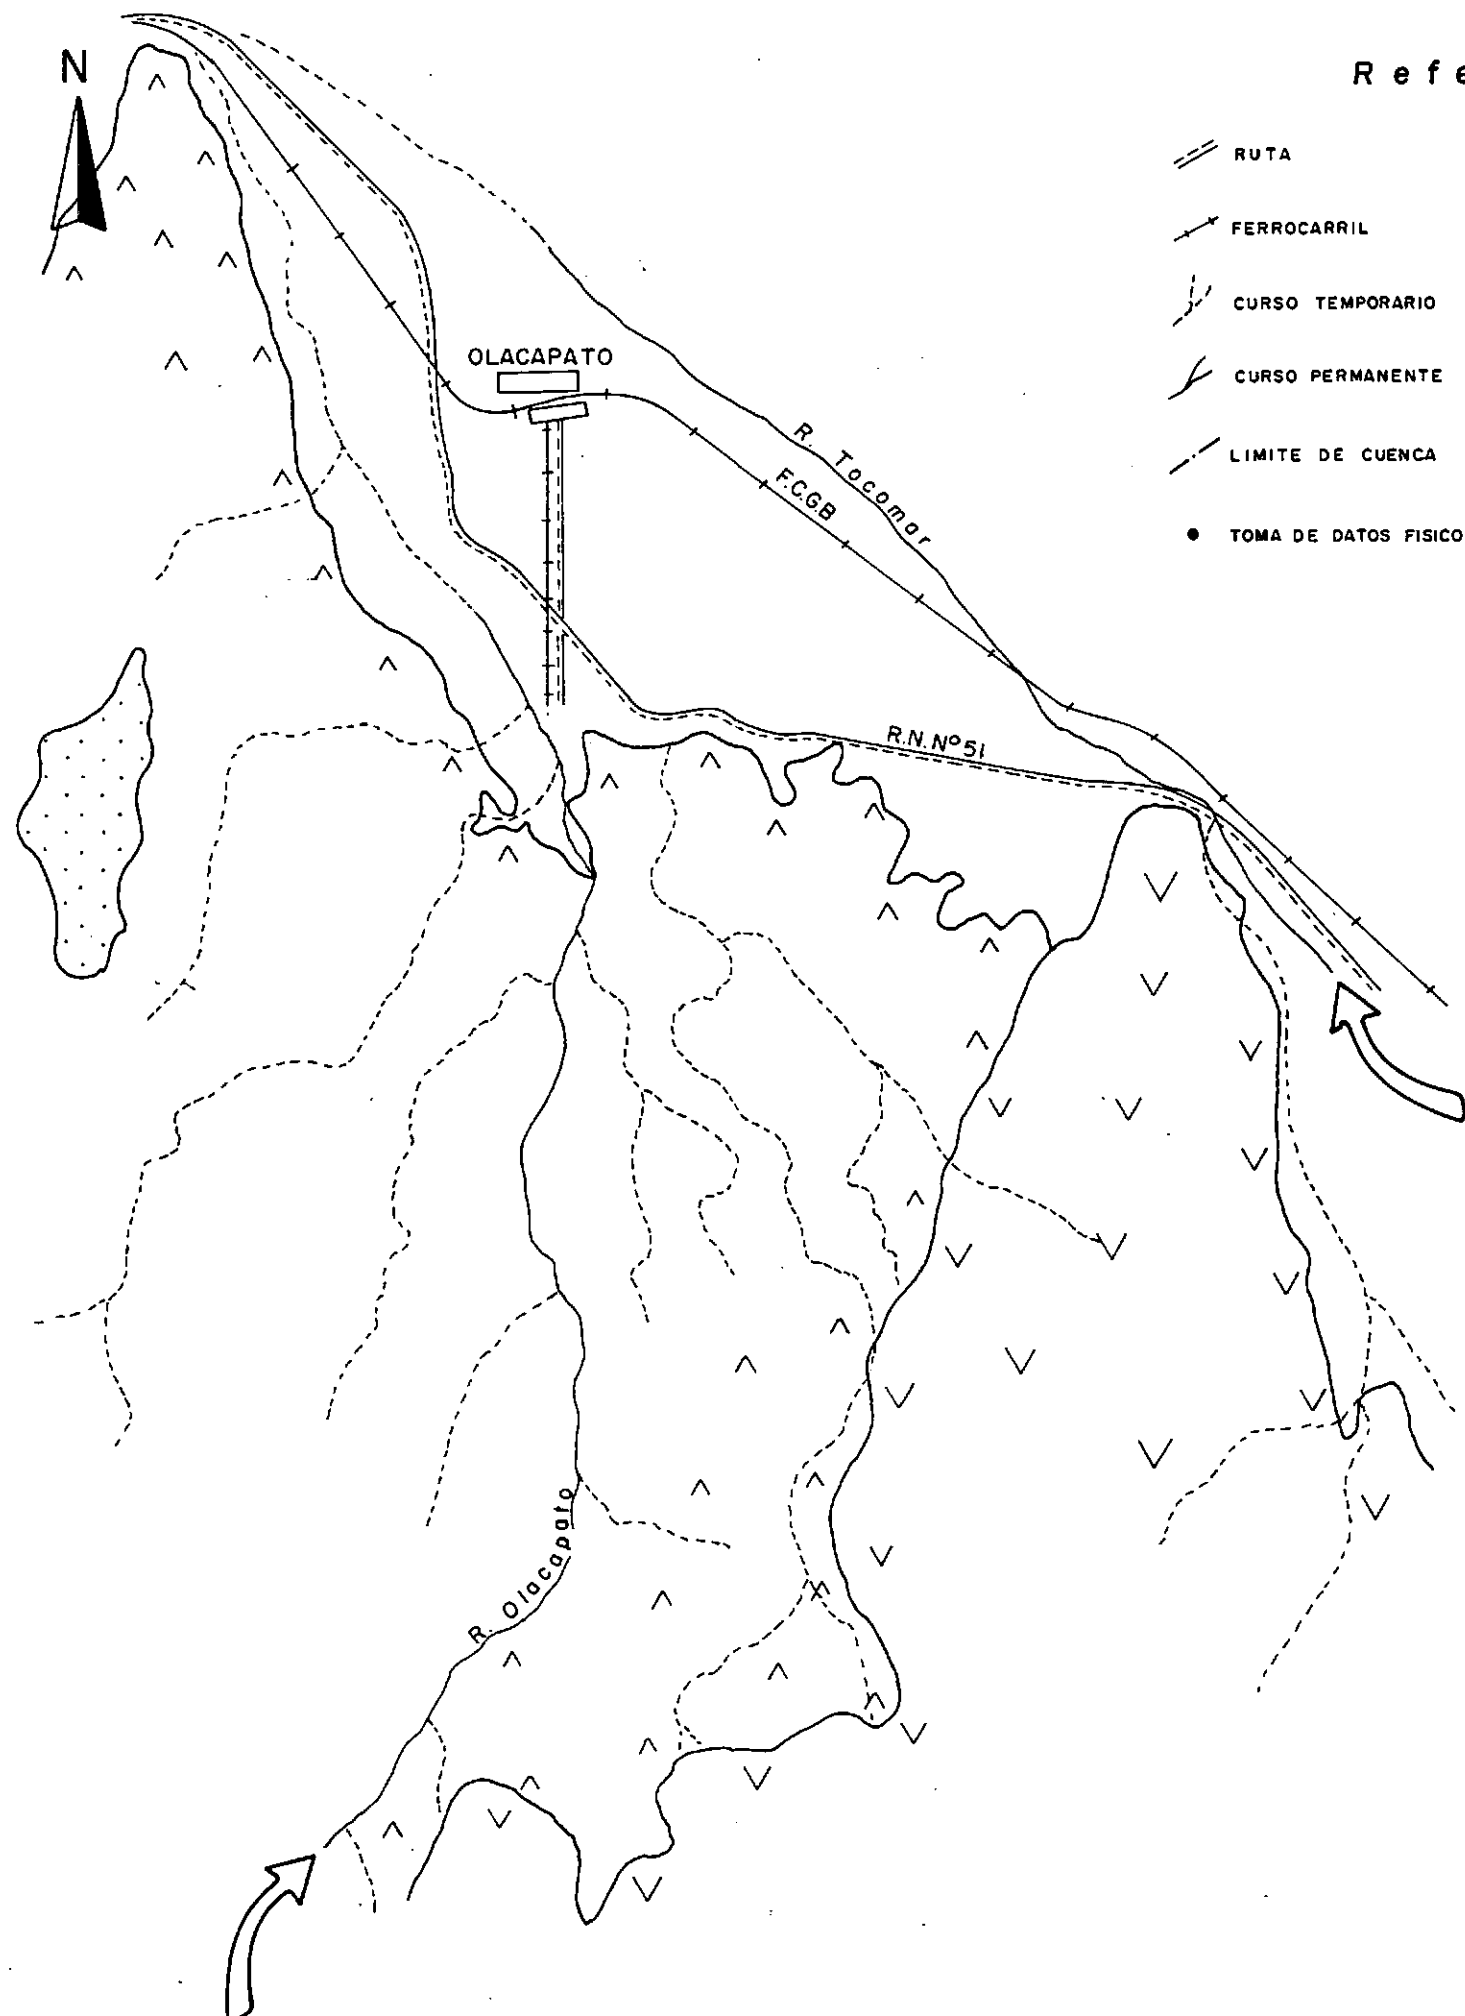 N
Refe
RUTA
FERROCARRIL
CURSO TEMPORARIO
CURSO PERMANENTE
LIMITE DE CUENCA
TOMA DE DATOS FISICO
OLACAPATO
R. Tocomar
F.C.G.B
R.N.Nº51
R. Olacapato